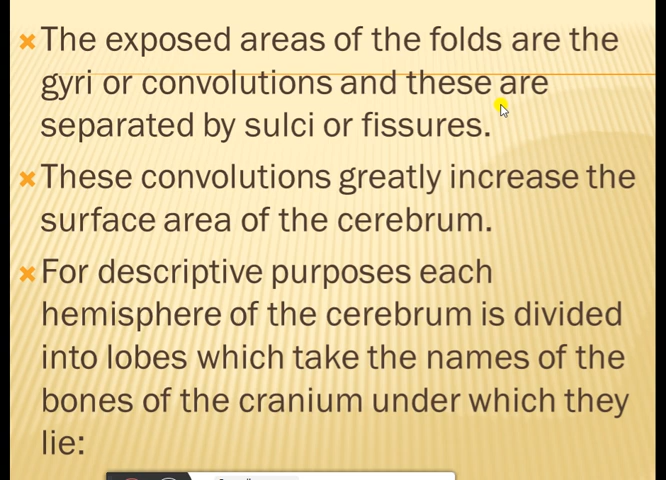 The exposed areas of the folds are the
gyri or convolutions and these are
separated by sulci or fissures.
These convolutions greatly increase the
surface area of the cerebrum.
For descriptive purposes each
hemisphere of the cerebrum is divided
into lobes which take the names of the
bones of the cranium under which they
lie: